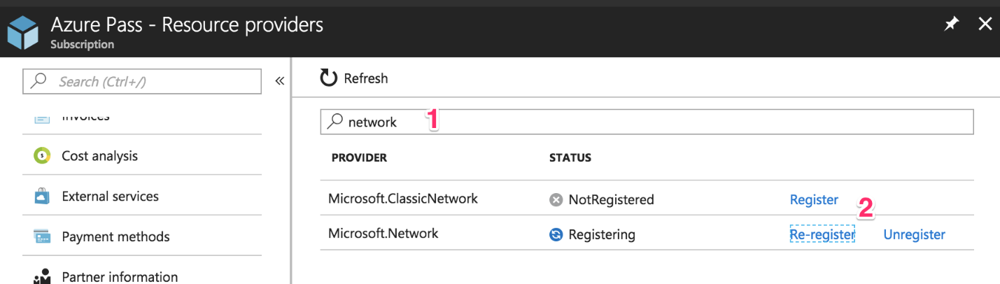 Azure Pass - Resource providers
Subscription
Search (Ctrl+/)
«
Invoices
Cost analysis
External services
Payment methods
Partner information
Refresh
network 1
PROVIDER STATUS
Microsoft.ClassicNetwork NotRegistered Register
2
Microsoft.Network Registering Re-register Unregister